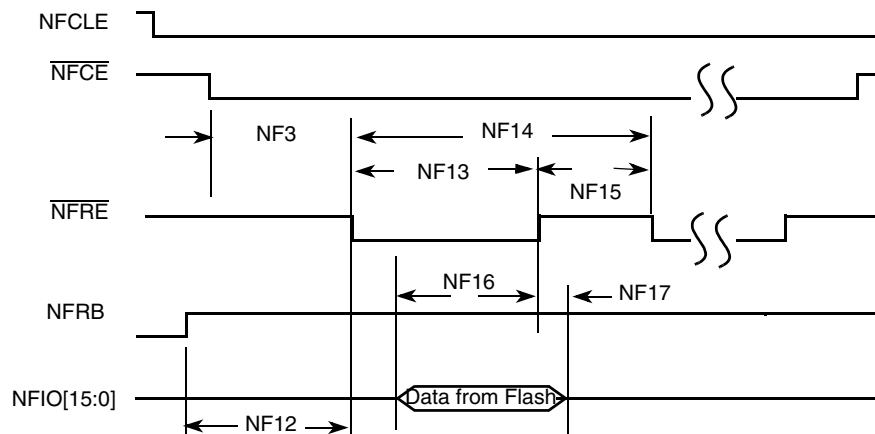 NFCLE
NFCE
NF3
NF14
NF13
NF15
NFRE
NF16
NF17
NFRB
NFIO[15:0]
Data from Flash
NF12